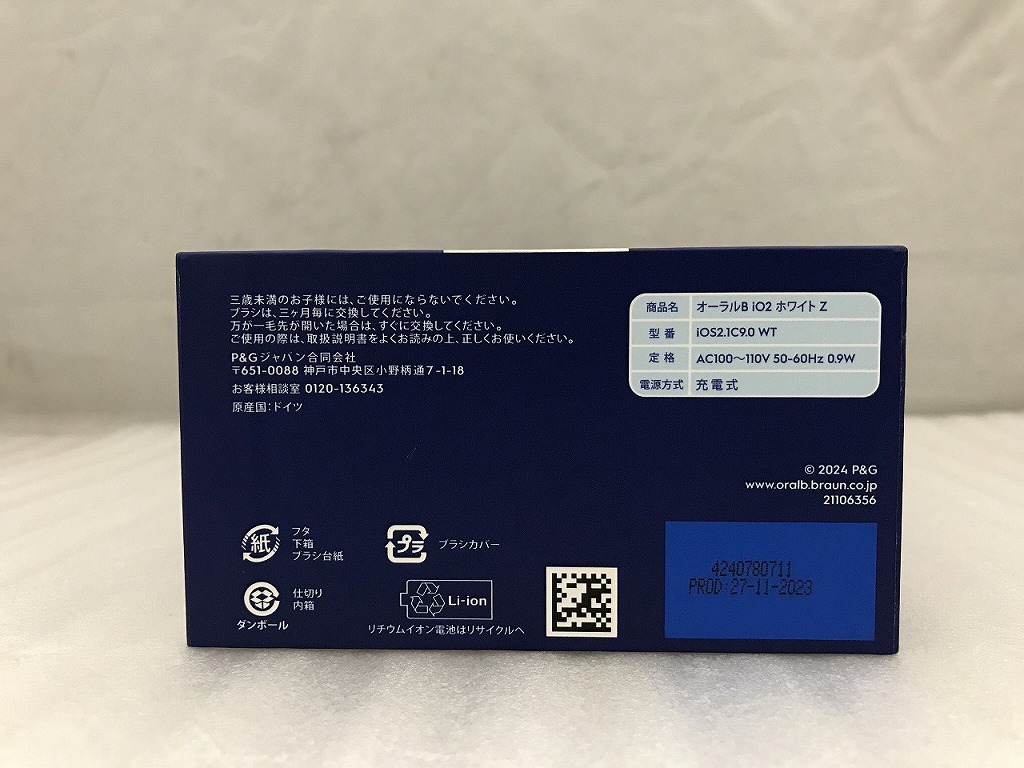 三歳未満のお子様には、ご使用にならないでください。
ブラシは、三ヶ月毎に交換してください。
万が一毛先が開いた場合は、すぐに交換してください。
ご使用の際は、取扱説明書をよくお読みの上、正しくお使いください。
P&Gジャパン合同会社
〒651-0088 神戸市中央区小野柄通7-1-18
お客様相談室 0120-136343
原産国:ドイツ
商品名 オーラルB iO2 ホワイト Z
型番 iOS2.1C9.0 WT
定格 AC100〜110V 50-60Hz 0.9W
電源方式 充電式
© 2024 P&G
www.oralb.braun.co.jp
21106356
紙
フタ
下箱
ブラシ台紙
プラ
ブラシカバー
仕切り
内箱
ダンボール
Li-ion
リチウムイオン電池はリサイクルへ
4240780711
PROD:27-11-2023